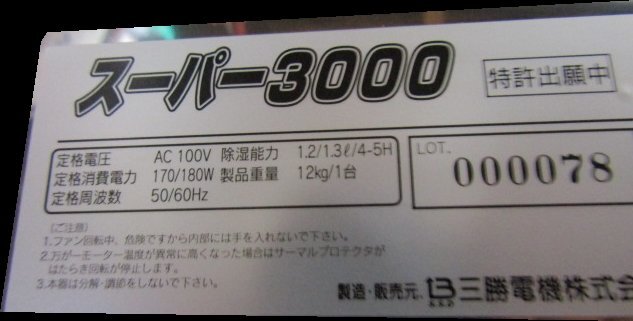 スーパー3000
特許出願中
定格電圧 AC 100V 除湿能力 1.2/1.3ℓ/4-5H
定格消費電力 170/180W 製品重量 12kg/1台
定格周波数 50/60Hz
LOT.
000078
(ご注意)
1.ファン回転中、危険ですから内部には手を入れないで下さい。
2.万が一モーター温度が異常に高くなった場合はサーマルプロテクタが
はたらき回転が停止します。
3.本器は分解・調節をしないで下さい。
製造・販売元 三勝電機株式会